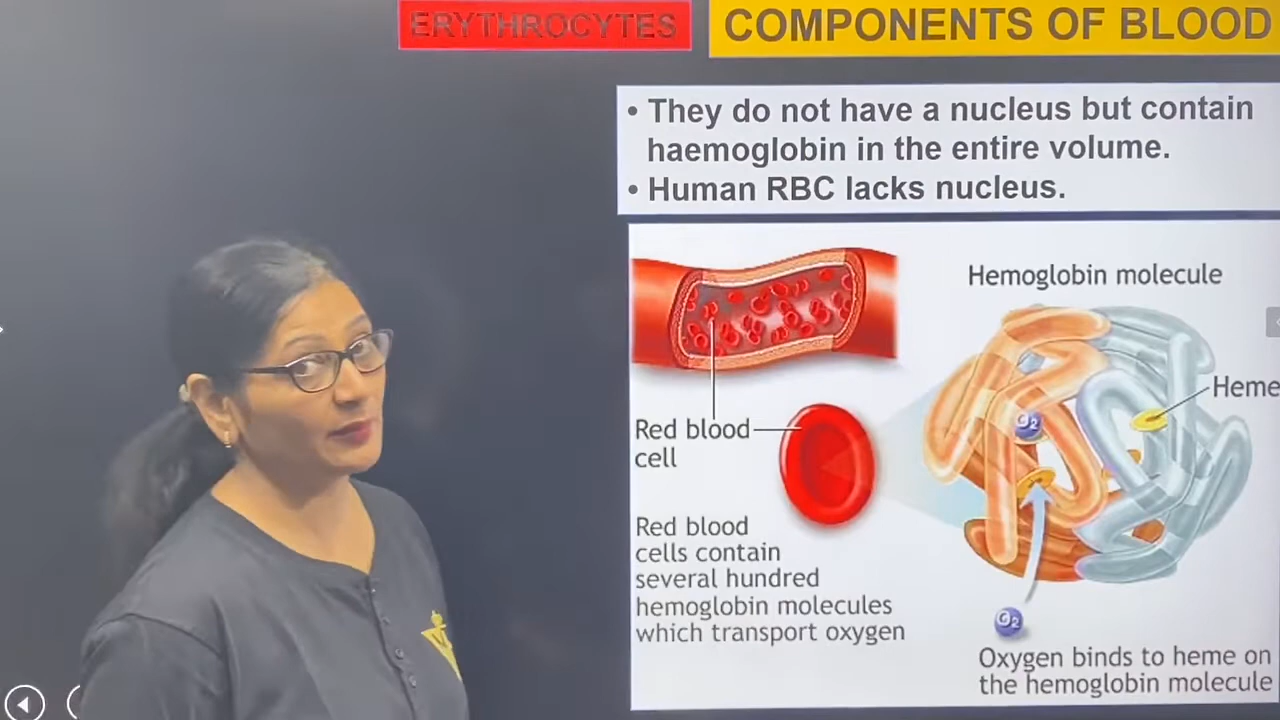 ERYTHROCYTES
COMPONENTS OF BLOOD
• They do not have a nucleus but contain
haemoglobin in the entire volume.
• Human RBC lacks nucleus.
Hemoglobin molecule
Heme
O2
Red blood
cell
Red blood
cells contain
several hundred
hemoglobin molecules
which transport oxygen
O2
Oxygen binds to heme on
the hemoglobin molecule